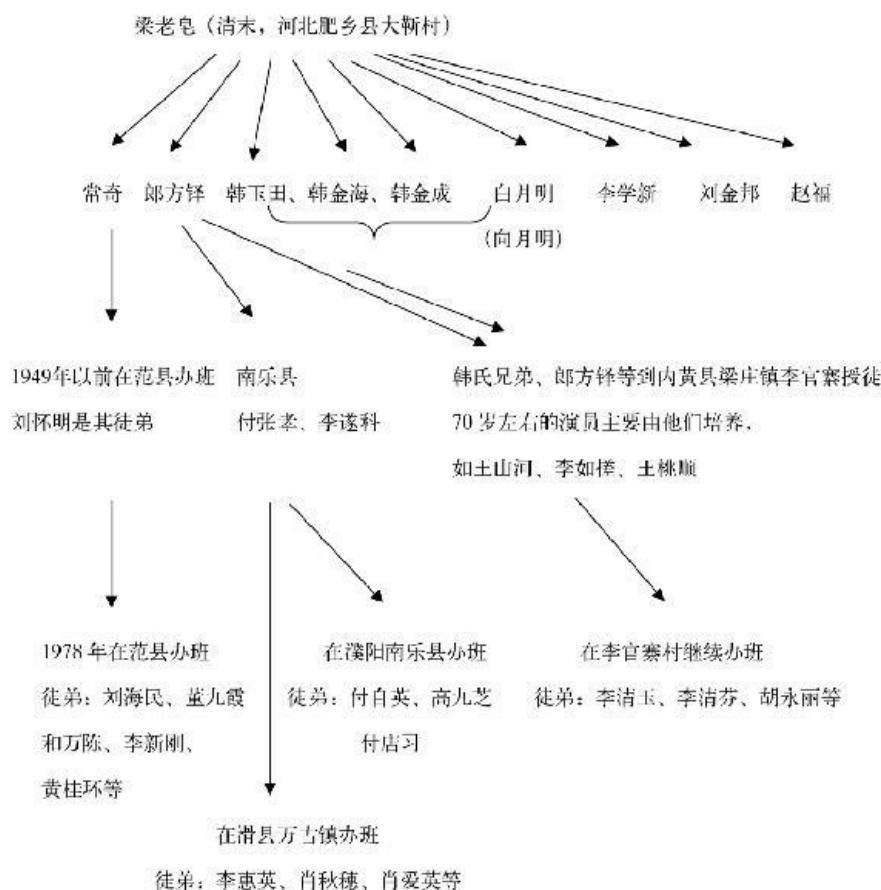 梁老皂（清末，河北肥乡县大靳村）
常奇 郎方铎 韩玉田、韩金海、韩金成 白月明 李学新 刘金邦 赵福
(向月明)
1949年以前在范县办班
刘怀明是其徒弟
南乐县
付张孝、李遂科
韩氏兄弟、郎方铎等到内黄县梁庄镇李官寨授徒
70岁左右的演员主要由他们培养，
如王山河、李如、王桃顺
1978年在范县办班
徒弟：刘海民、董九霞
和万陈、李新刚、
黄桂环等
在濮阳南乐县办班
徒弟：付自英、高九芝
付店习
在李官寨村继续办班
徒弟：李清玉、李清芬、胡永丽等
在滑县万古镇办班
徒弟：李惠英、肖秋穗、肖爱英等